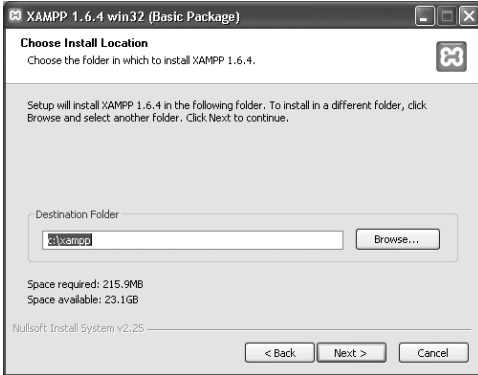 XAMPP 1.6.4 win32 (Basic Package)
Choose Install Location
Choose the folder in which to install XAMPP 1.6.4.
Setup will install XAMPP 1.6.4 in the following folder. To install in a different folder, click
Browse and select another folder. Click Next to continue.
Destination Folder
c:\xampp
Browse...
Space required: 215.9MB
Space available: 23.1GB
Nullsoft Install System v2.25
< Back
Next >
Cancel